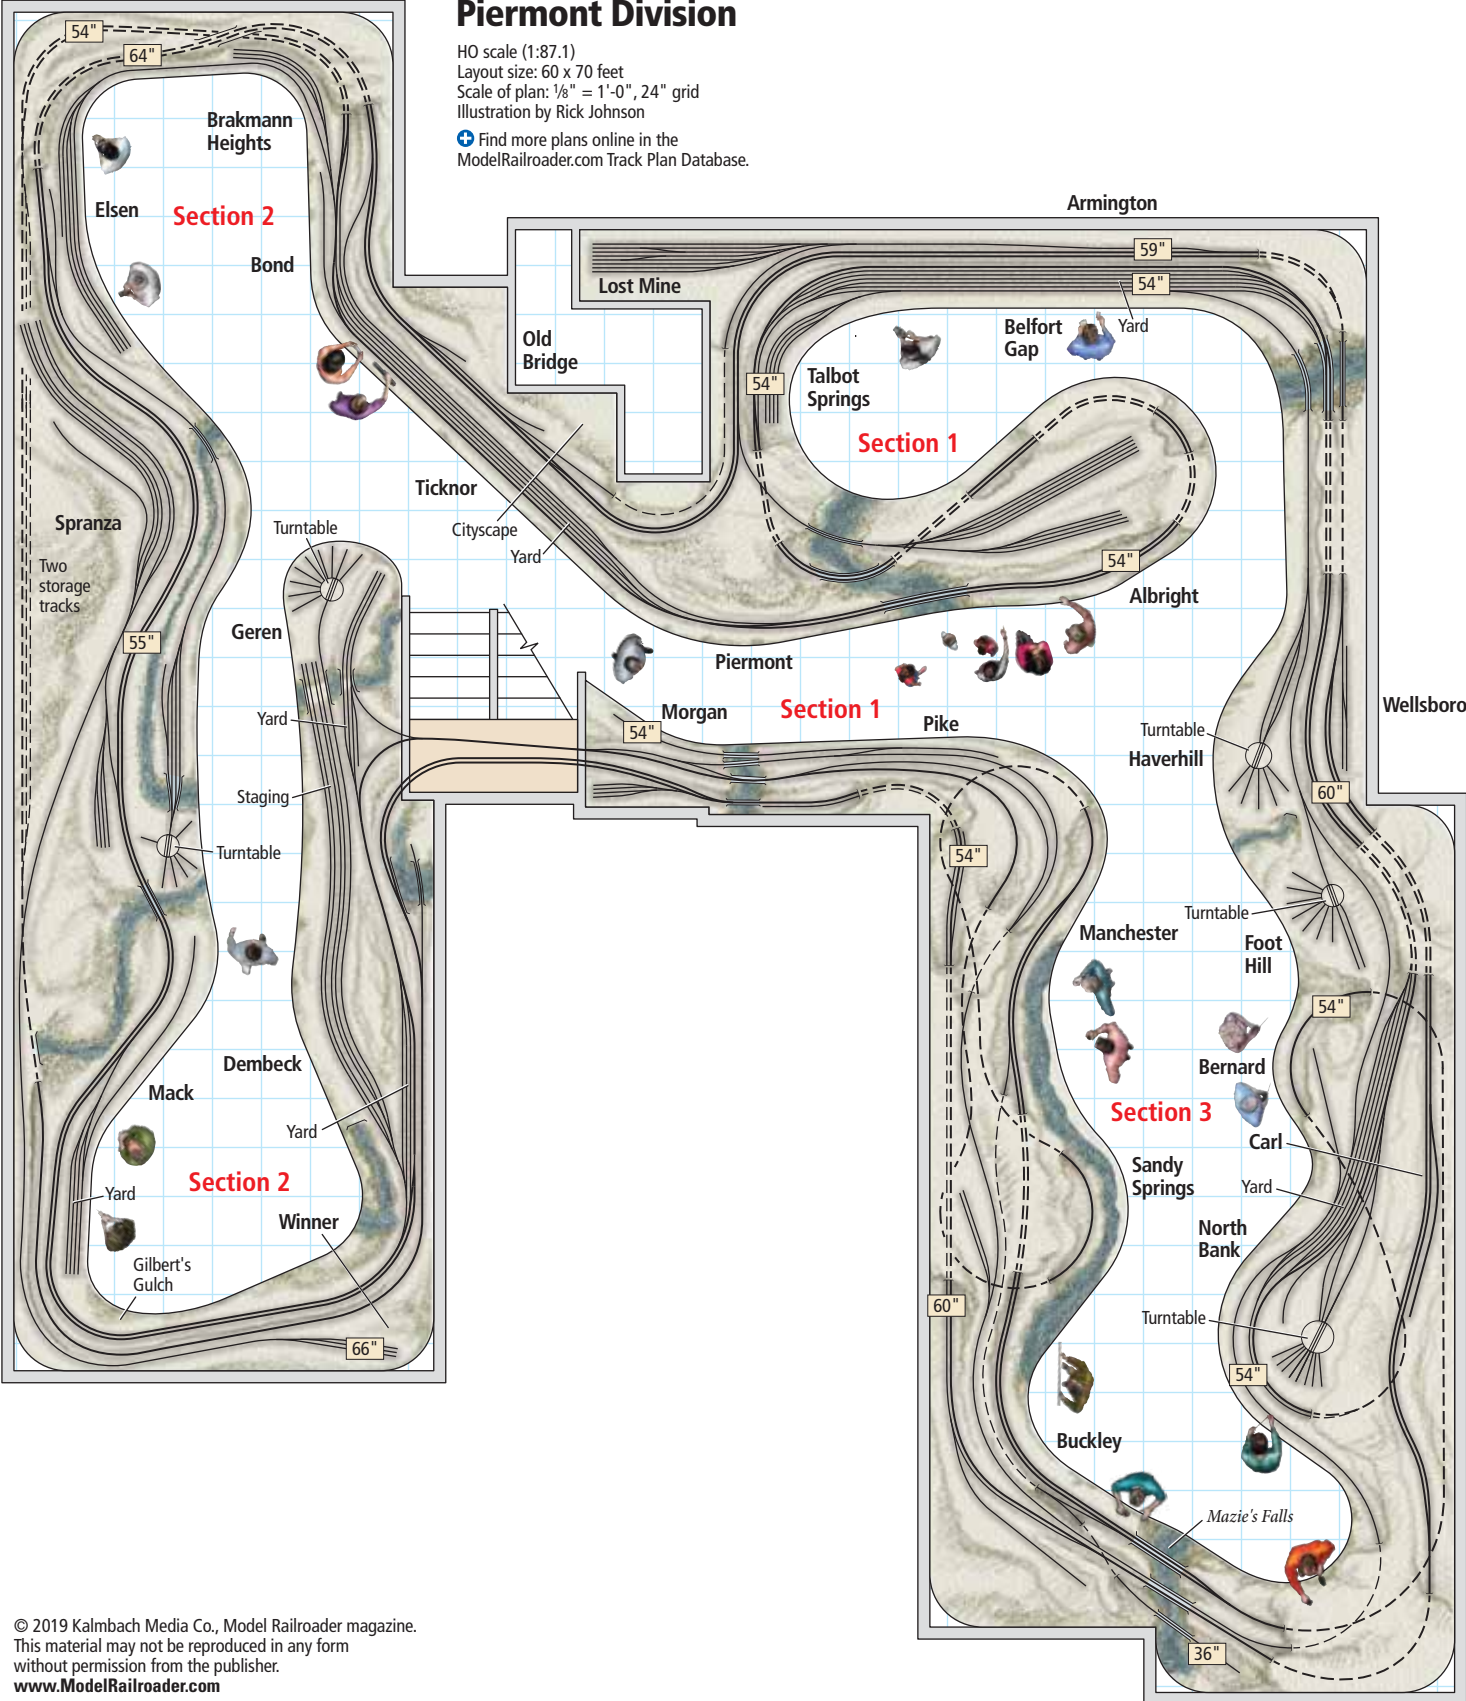 Piermont Division
HO scale (1:87.1)
Layout size: 60 x 70 feet
Scale of plan: 1/8" = 1'-0", 24" grid
Illustration by Rick Johnson
Find more plans online in the
ModelRailroader.com Track Plan Database.
54"
64"
Brakmann
Heights
Elsen
Section 2
Bond
Armington
59"
54"
Lost Mine
Old
Bridge
Belfort
Gap
Yard
54"
Talbot
Springs
Section 1
Ticknor
Cityscape
Yard
54"
Albright
Spranza
Two
storage
tracks
Turntable
55"
Geren
Piermont
Morgan
Section 1
54"
Pike
Wellsboro
Yard
Staging
Turntable
Turntable
Haverhill
60"
54"
Turntable
Manchester
Foot
Hill
54"
Bernard
Section 3
Carl
Dembeck
Mack
Yard
Section 2
Yard
Winner
Gilbert's
Gulch
66"
Sandy
Springs
Yard
North
Bank
60"
Turntable
54"
Buckley
Mazie's Falls
36"
© 2019 Kalmbach Media Co., Model Railroader magazine.
This material may not be reproduced in any form
without permission from the publisher.
www.ModelRailroader.com